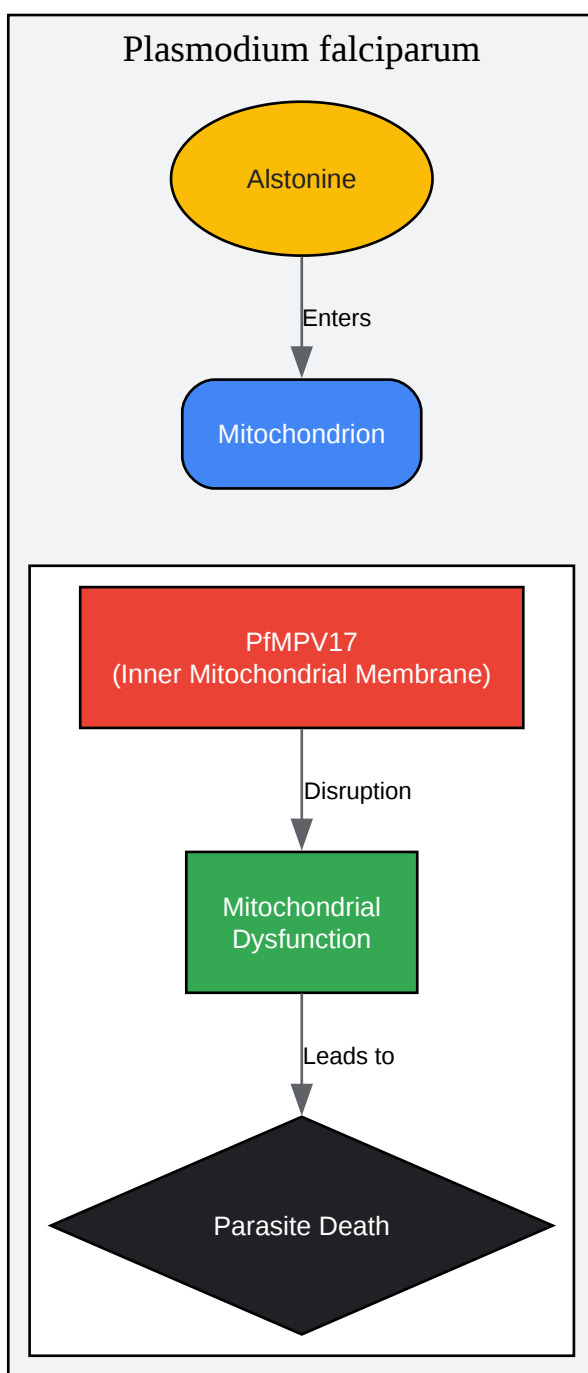 Plasmodium falciparum
Alstonine
Enters
Mitochondrion
PfMPV17
(Inner Mitochondrial Membrane)
Disruption
Mitochondrial
Dysfunction
Leads to
Parasite Death